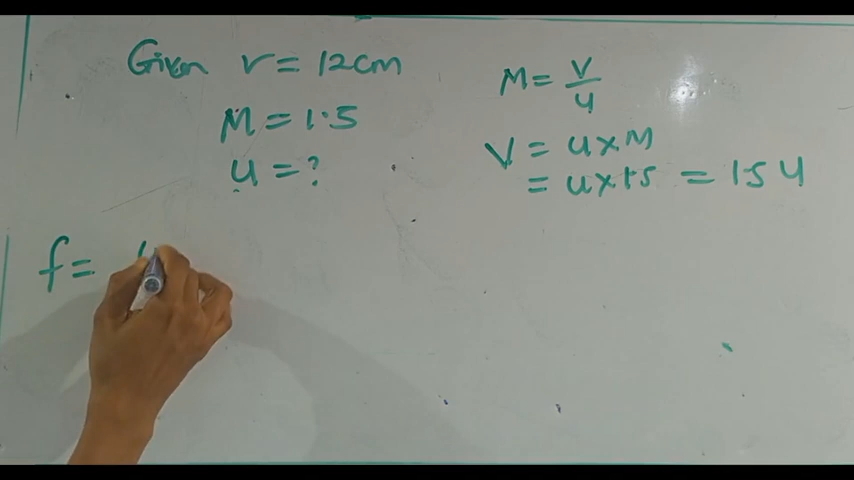 Given r = 12cm
M = 1.5
u = ?
M = V/u
V = u x M
= u x 1.5 = 1.5 u
f =